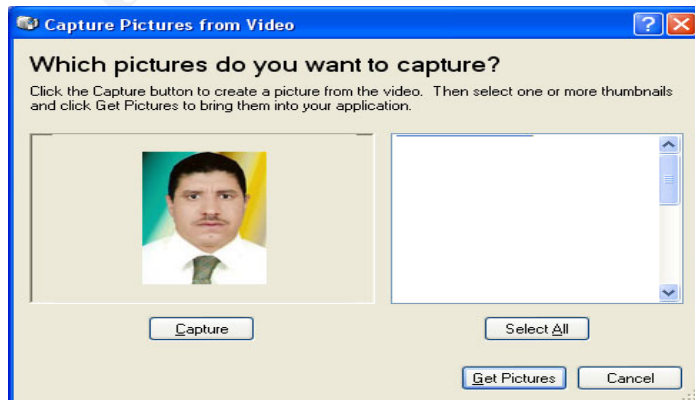 Capture Pictures from Video
Which pictures do you want to capture?
Click the Capture button to create a picture from the video. Then select one or more thumbnails
and click Get Pictures to bring them into your application.
Capture
Select All
Get Pictures
Cancel